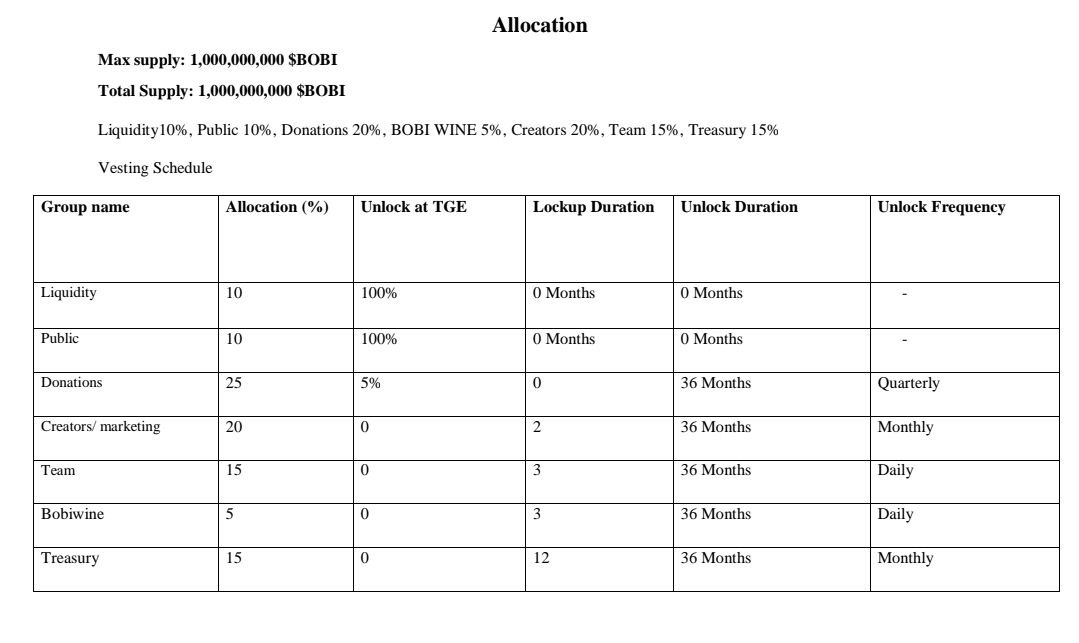 Allocation
Max supply: 1,000,000,000 $BOBI
Total Supply: 1,000,000,000 $BOBI
Liquidity10%, Public 10%, Donations 20%, BOBI WINE 5%, Creators 20%, Team 15%, Treasury 15%
Vesting Schedule
Group name Allocation (%) Unlock at TGE Lockup Duration Unlock Duration Unlock Frequency
Liquidity 10 100% 0 Months 0 Months -
Public 10 100% 0 Months 0 Months -
Donations 25 5% 0 36 Months Quarterly
Creators/ marketing 20 0 2 36 Months Monthly
Team 15 0 3 36 Months Daily
Bobiwine 5 0 3 36 Months Daily
Treasury 15 0 12 36 Months Monthly